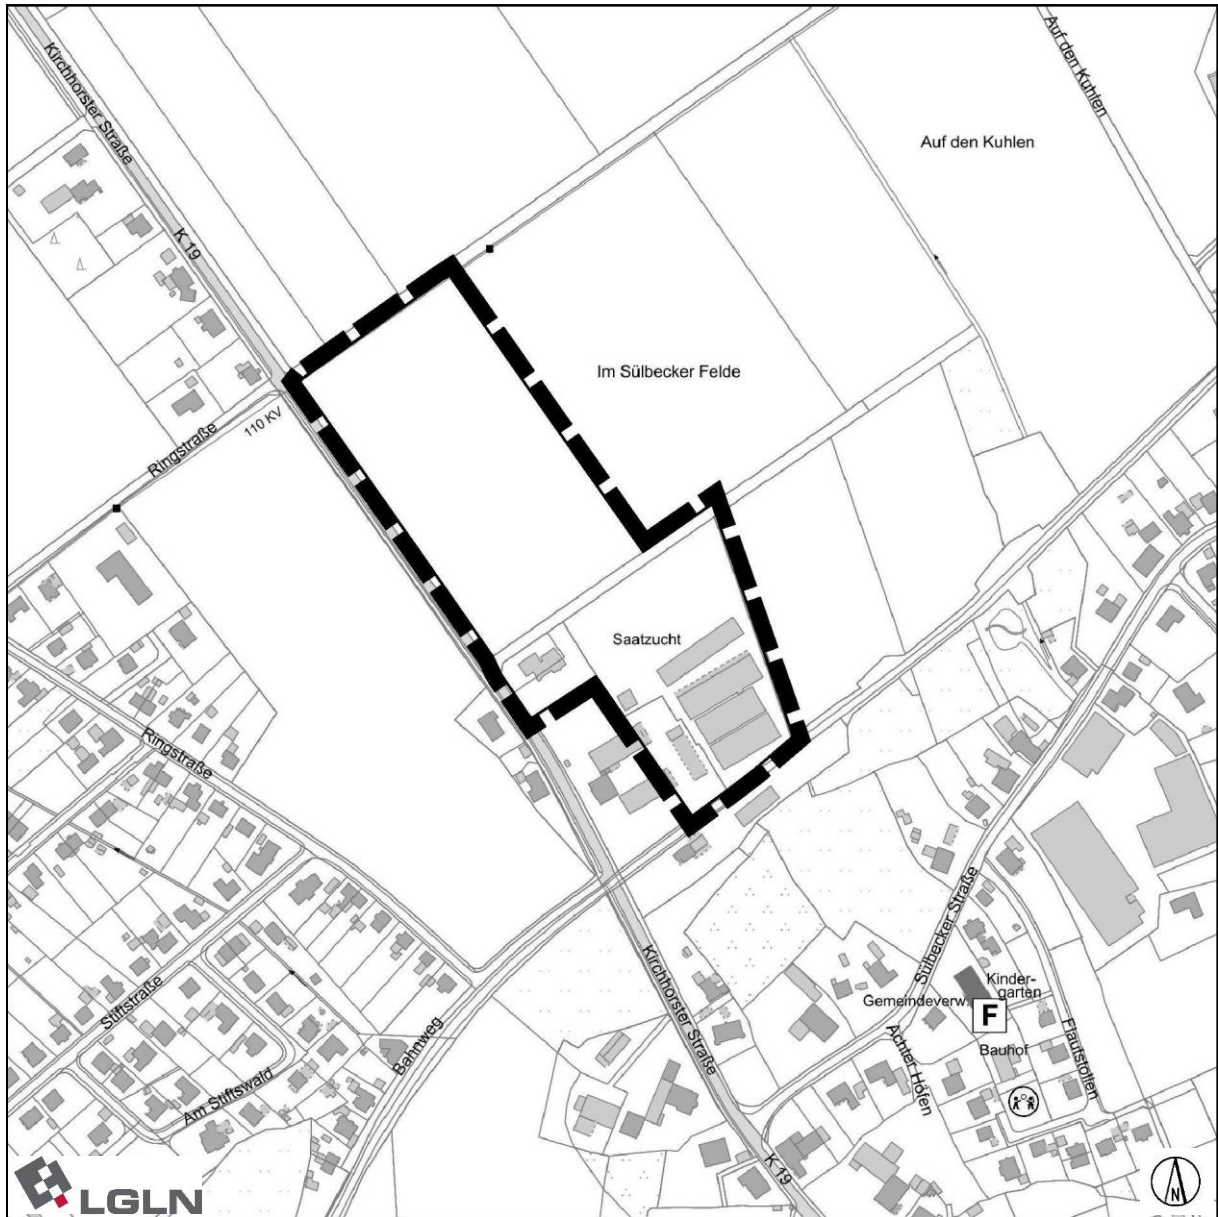 Kirchhorster Straße
Auf den Kuhlen
Auf den Kuhlen
K 19
Im Sülbecker Felde
110 KV
Ringstraße
Saatzucht
Ringstraße
Sülbecker Straße
Kirchhorster Straße
Kinder-
garten
Gemeindeverw.
F
Stiftstraße
Bahnweg
Achter Höfen
Bauhof
Flautstollen
Am Stiftswald
K 19
LGLN
N